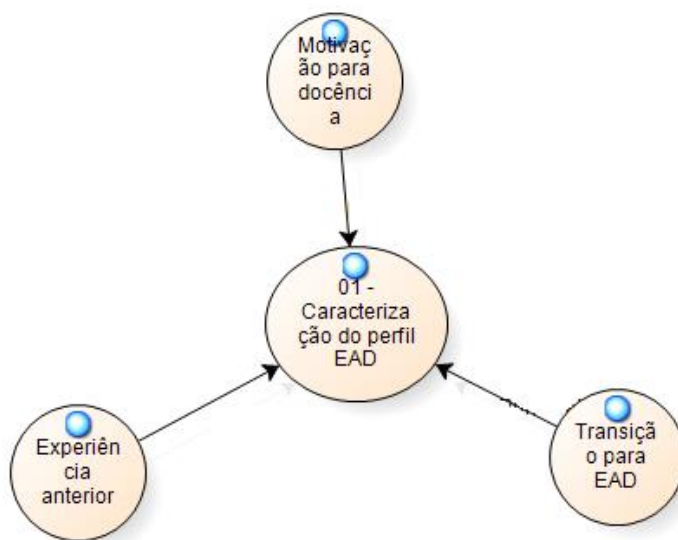 Motivaç
ão para
docênci
a
01 -
Caracteriza
ção do perfil
EAD
Experiên
cia
anterior
Transiçã
o para
EAD